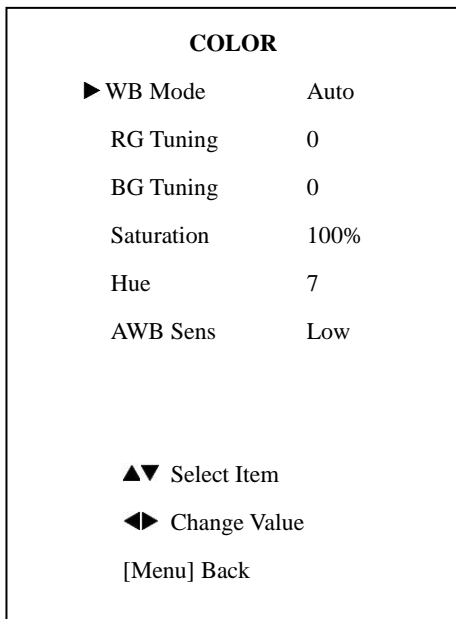 COLOR
▶ WB Mode Auto
RG Tuning 0
BG Tuning 0
Saturation 100%
Hue 7
AWB Sens Low
▲▼ Select Item
◀▶ Change Value
[Menu] Back